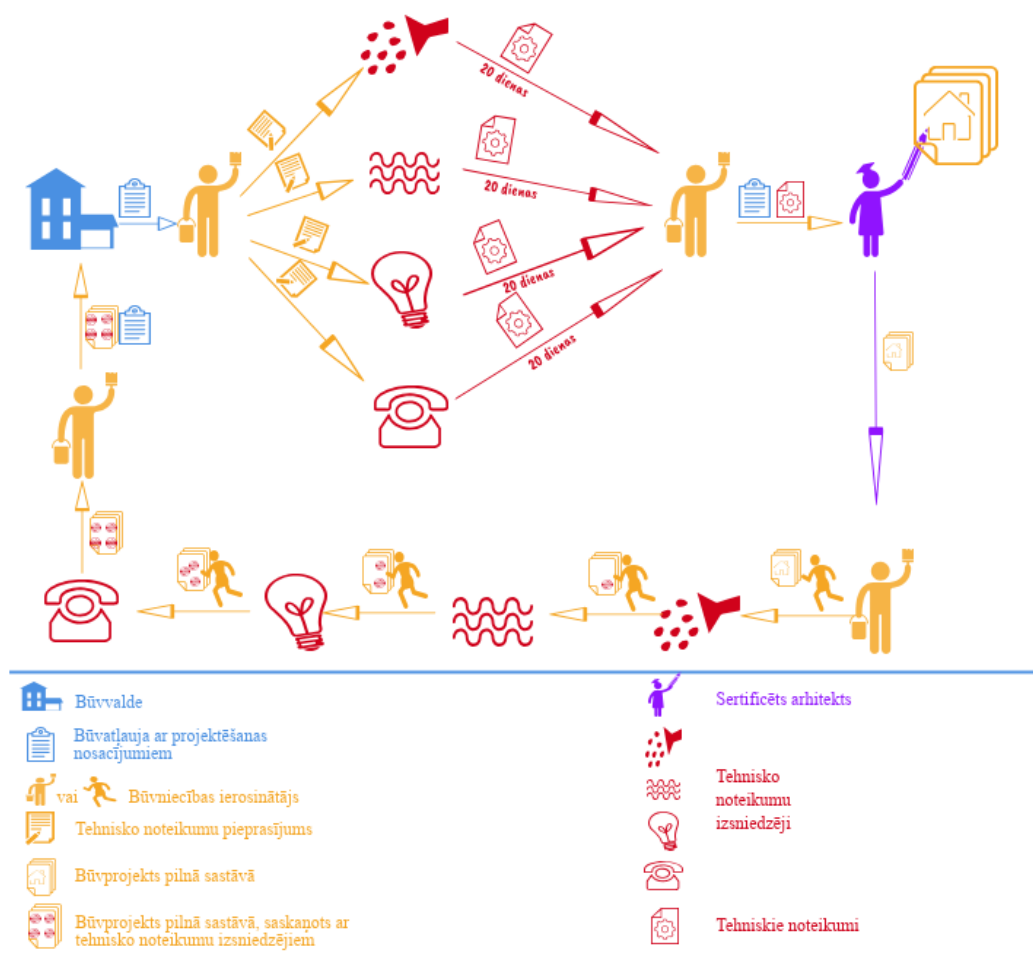 20 dienas
20 dienas
20 dienas
20 dienas
Būvvalde
Būvatļauja ar projektēšanas
nosacījumiem
vai
Būvniecības ierosinātājs
Tehnisko noteikumu pieprasījums
Būvprojekts pilnā sastāvā
Būvprojekts pilnā sastāvā, saskaņots ar
tehnisko noteikumu izsniedzējiem
Sertificēts arhitekts
Tehnisko
noteikumu
izsniedzēji
Tehniskie noteikumi